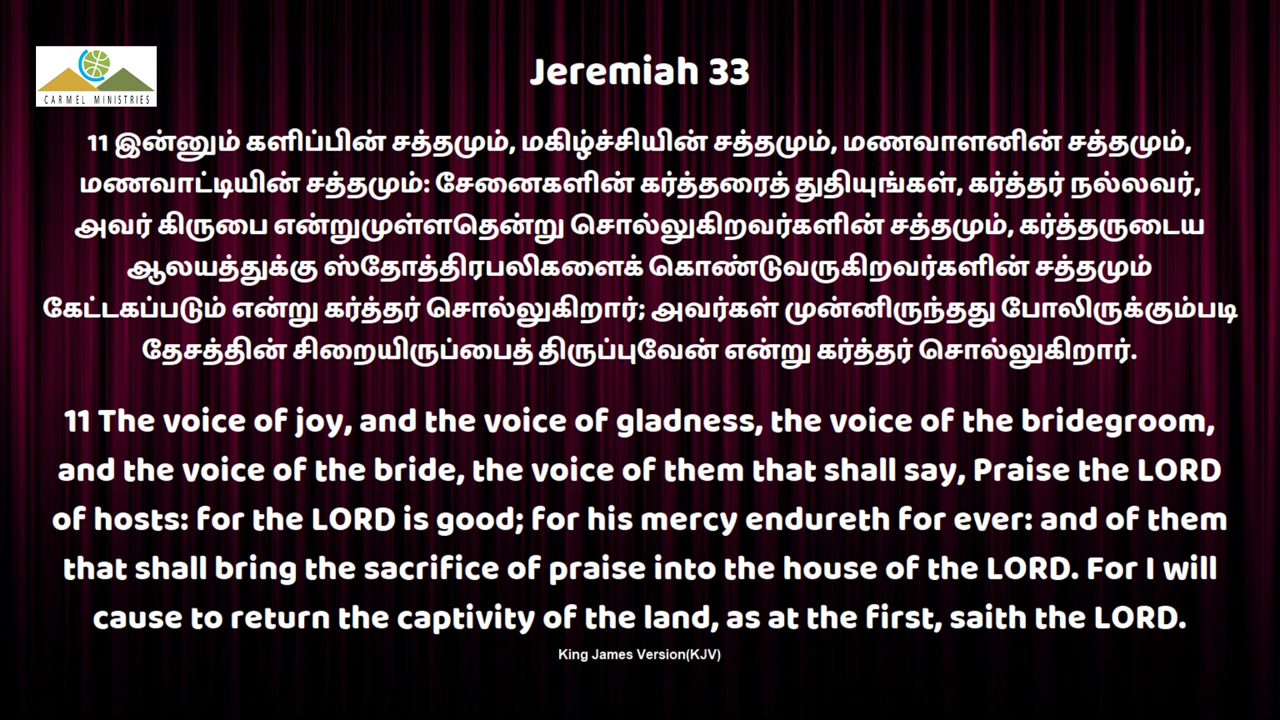 CARMEL MINISTRIES
Jeremiah 33
11 இன்னும் களிப்பின் சத்தமும், மகிழ்ச்சியின் சத்தமும், மணவாளனின் சத்தமும்,
மணவாட்டியின் சத்தமும்: சேனைகளின் கர்த்தரைத் துதியுங்கள், கர்த்தர் நல்லவர்,
அவர் கிருபை என்றுமுள்ளதென்று சொல்லுகிறவர்களின் சத்தமும், கர்த்தருடைய
ஆலயத்துக்கு ஸ்தோத்திரபலிகளைக் கொண்டுவருகிறவர்களின் சத்தமும்
கேட்டகப்படும் என்று கர்த்தர் சொல்லுகிறார்; அவர்கள் முன்னிருந்தது போலிருக்கும்படி
தேசத்தின் சிறையிருப்பைத் திருப்புவேன் என்று கர்த்தர் சொல்லுகிறார்.
11 The voice of joy, and the voice of gladness, the voice of the bridegroom,
and the voice of the bride, the voice of them that shall say, Praise the LORD
of hosts: for the LORD is good; for his mercy endureth for ever: and of them
that shall bring the sacrifice of praise into the house of the LORD. For I will
cause to return the captivity of the land, as at the first, saith the LORD.
King James Version(KJV)